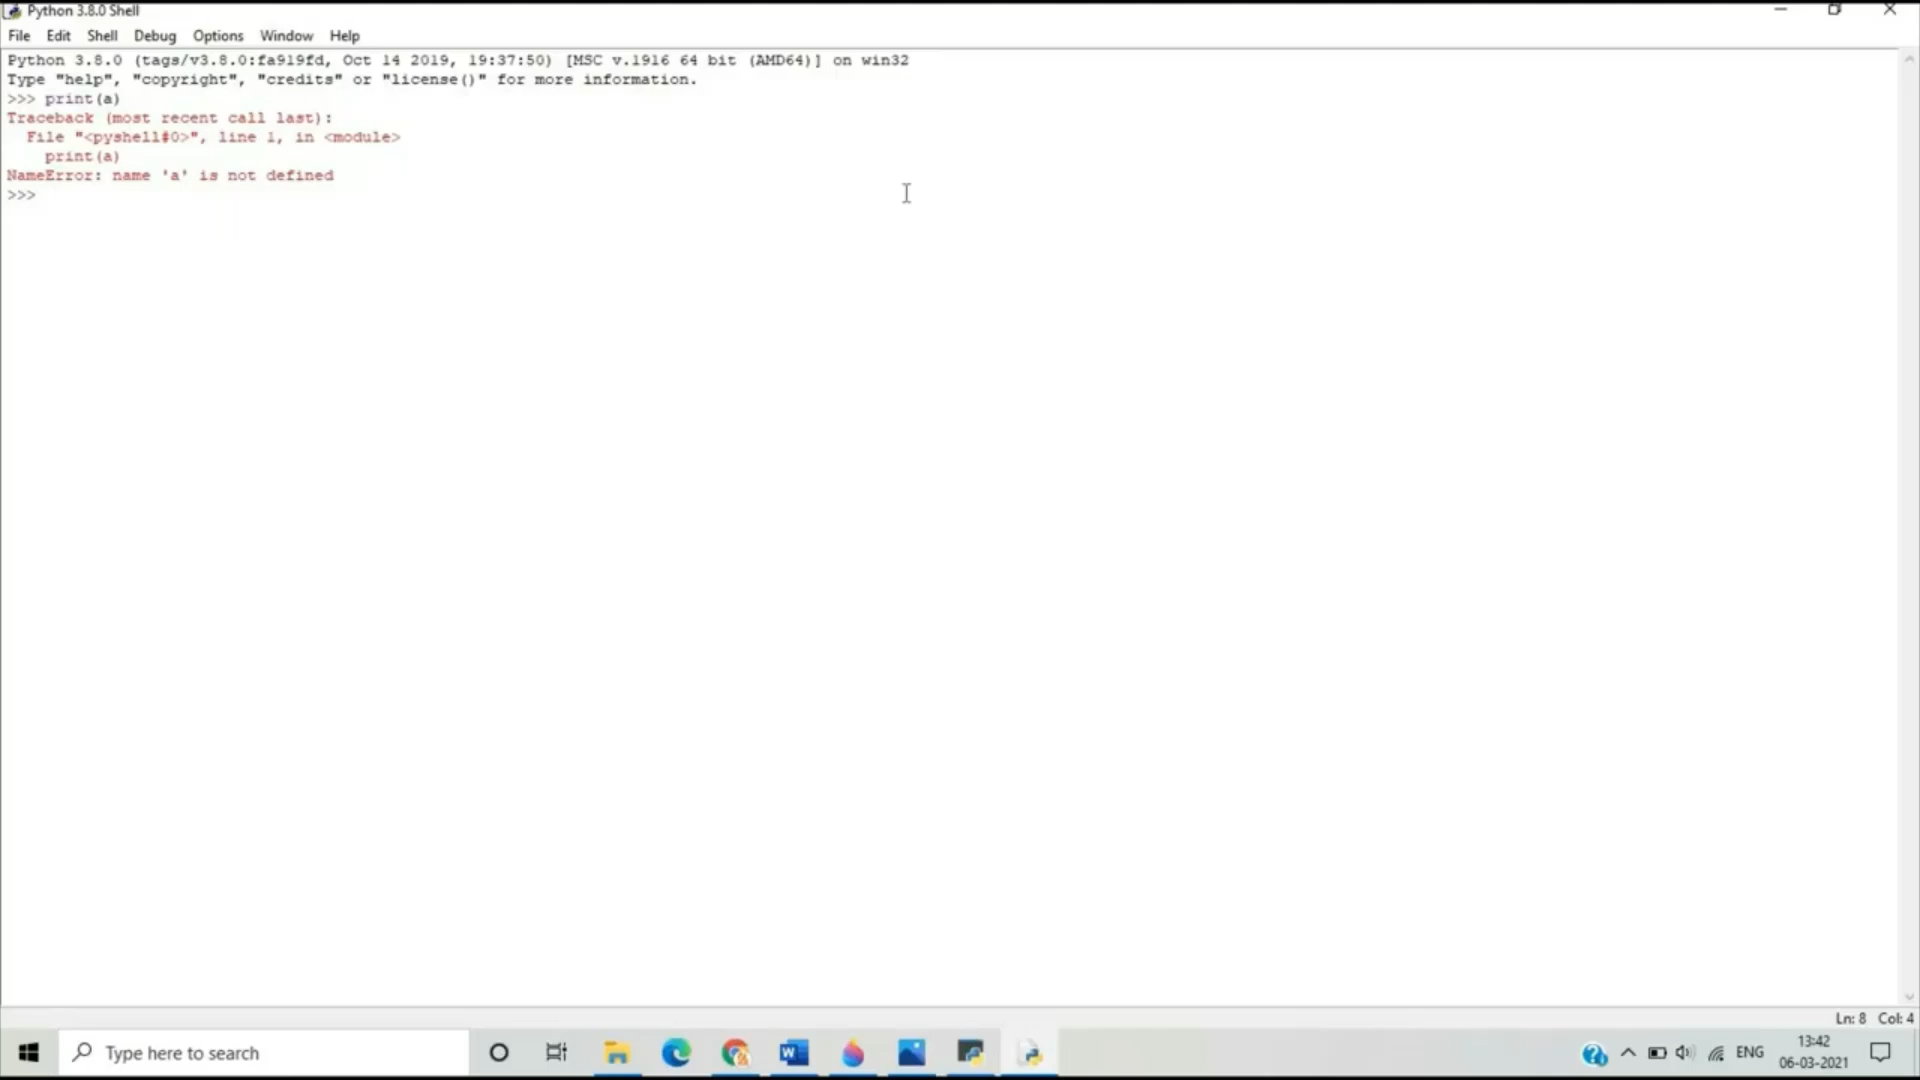 Python 3.8.0 Shell
File Edit Shell Debug Options Window Help
Python 3.8.0 (tags/v3.8.0:fa919fd, Oct 14 2019, 19:37:50) [MSC v.1916 64 bit (AMD64)] on win32
Type "help", "copyright", "credits" or "license()" for more information.
>>> print(a)
Traceback (most recent call last):
  File "<pyshell#0>", line 1, in <module>
    print(a)
NameError: name 'a' is not defined
>>>
Ln: 8 Col: 4
Type here to search
ENG
13:42
06-03-2021